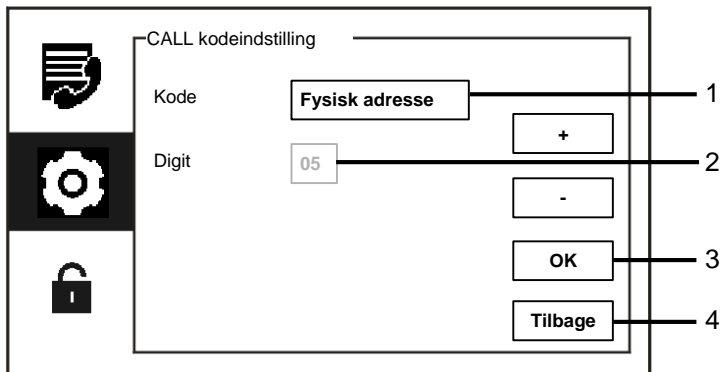 CALL kodeindstilling
Kode
Fysisk adresse
1
+
Digit
05
2
-
OK
3
Tilbage
4